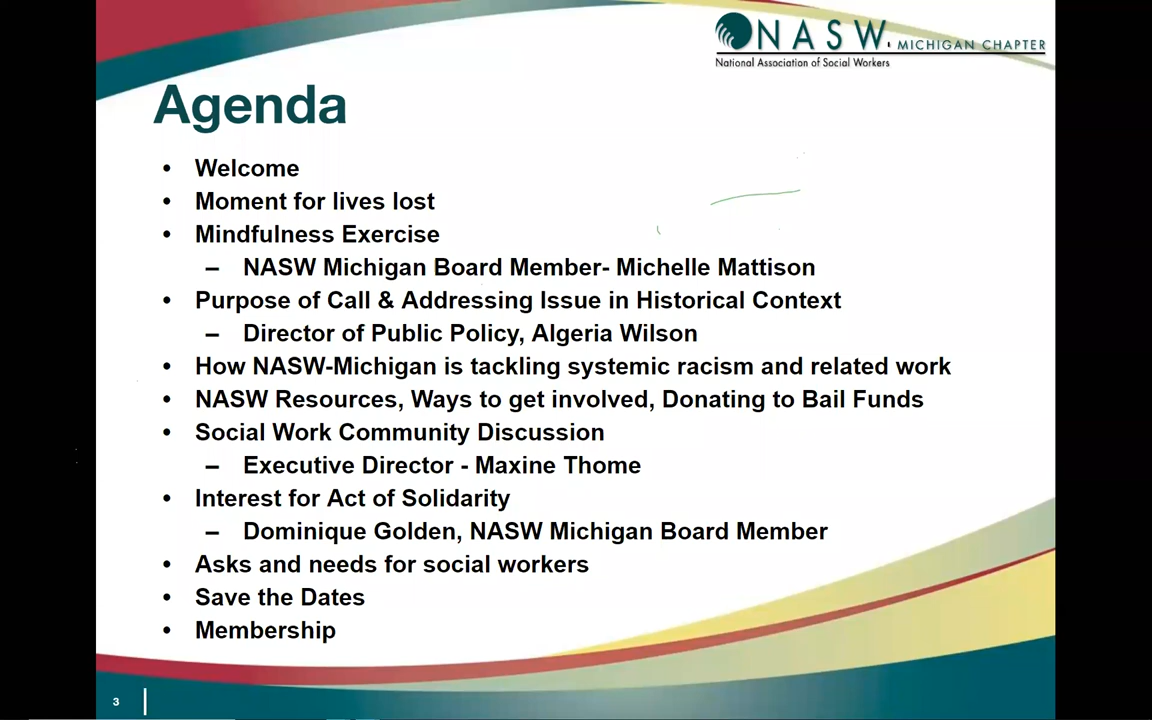 NASW. MICHIGAN CHAPTER
National Association of Social Workers
Agenda
• Welcome
• Moment for lives lost
• Mindfulness Exercise
– NASW Michigan Board Member- Michelle Mattison
• Purpose of Call & Addressing Issue in Historical Context
– Director of Public Policy, Algeria Wilson
• How NASW-Michigan is tackling systemic racism and related work
• NASW Resources, Ways to get involved, Donating to Bail Funds
• Social Work Community Discussion
– Executive Director - Maxine Thome
• Interest for Act of Solidarity
– Dominique Golden, NASW Michigan Board Member
• Asks and needs for social workers
• Save the Dates
• Membership
3